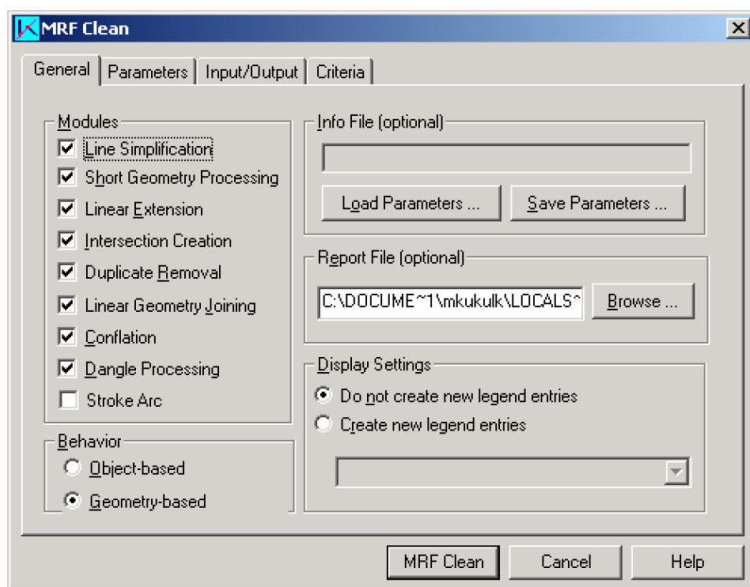 MRF Clean
General
Parameters
Input/Output
Criteria
Modules
Line Simplification
Short Geometry Processing
Linear Extension
Intersection Creation
Duplicate Removal
Linear Geometry Joining
Conflation
Dangle Processing
Stroke Arc
Behavior
Object-based
Geometry-based
Info File (optional)
Load Parameters ...
Save Parameters ...
Report File (optional)
C:\DOCUME~1\mkukulk\LOCALS~
Browse ...
Display Settings
Do not create new legend entries
Create new legend entries
MRF Clean
Cancel
Help